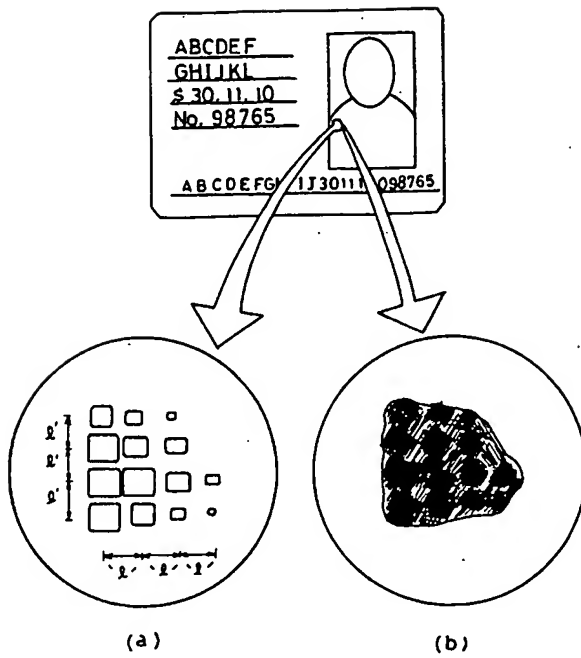 ABCDEF
GHIJKL
S 30.11.10
No. 98765
ℓ'
ℓ'
ℓ'
ℓ ℓ ℓ
(a) (b)